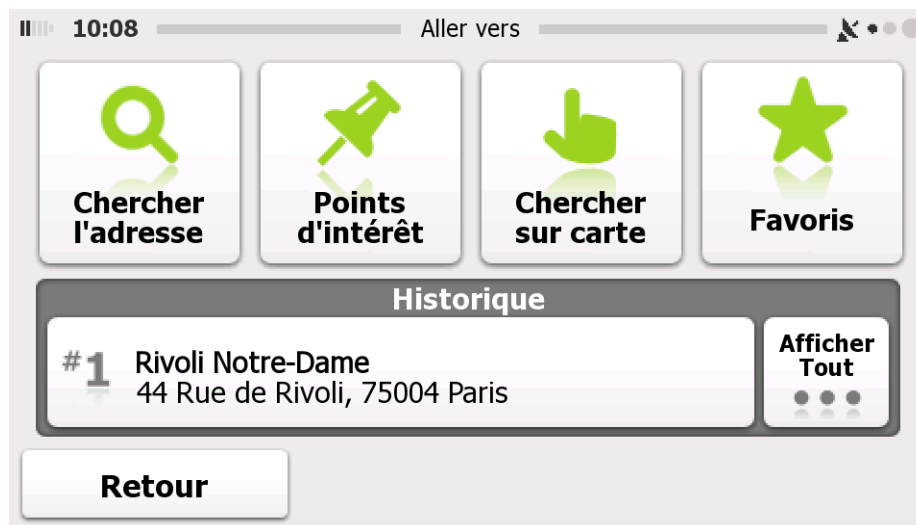 10:08 Aller vers
Chercher
l'adresse
Points
d'intérêt
Chercher
sur carte
Favoris
Historique
#1
Rivoli Notre-Dame
44 Rue de Rivoli, 75004 Paris
Afficher
Tout
Retour